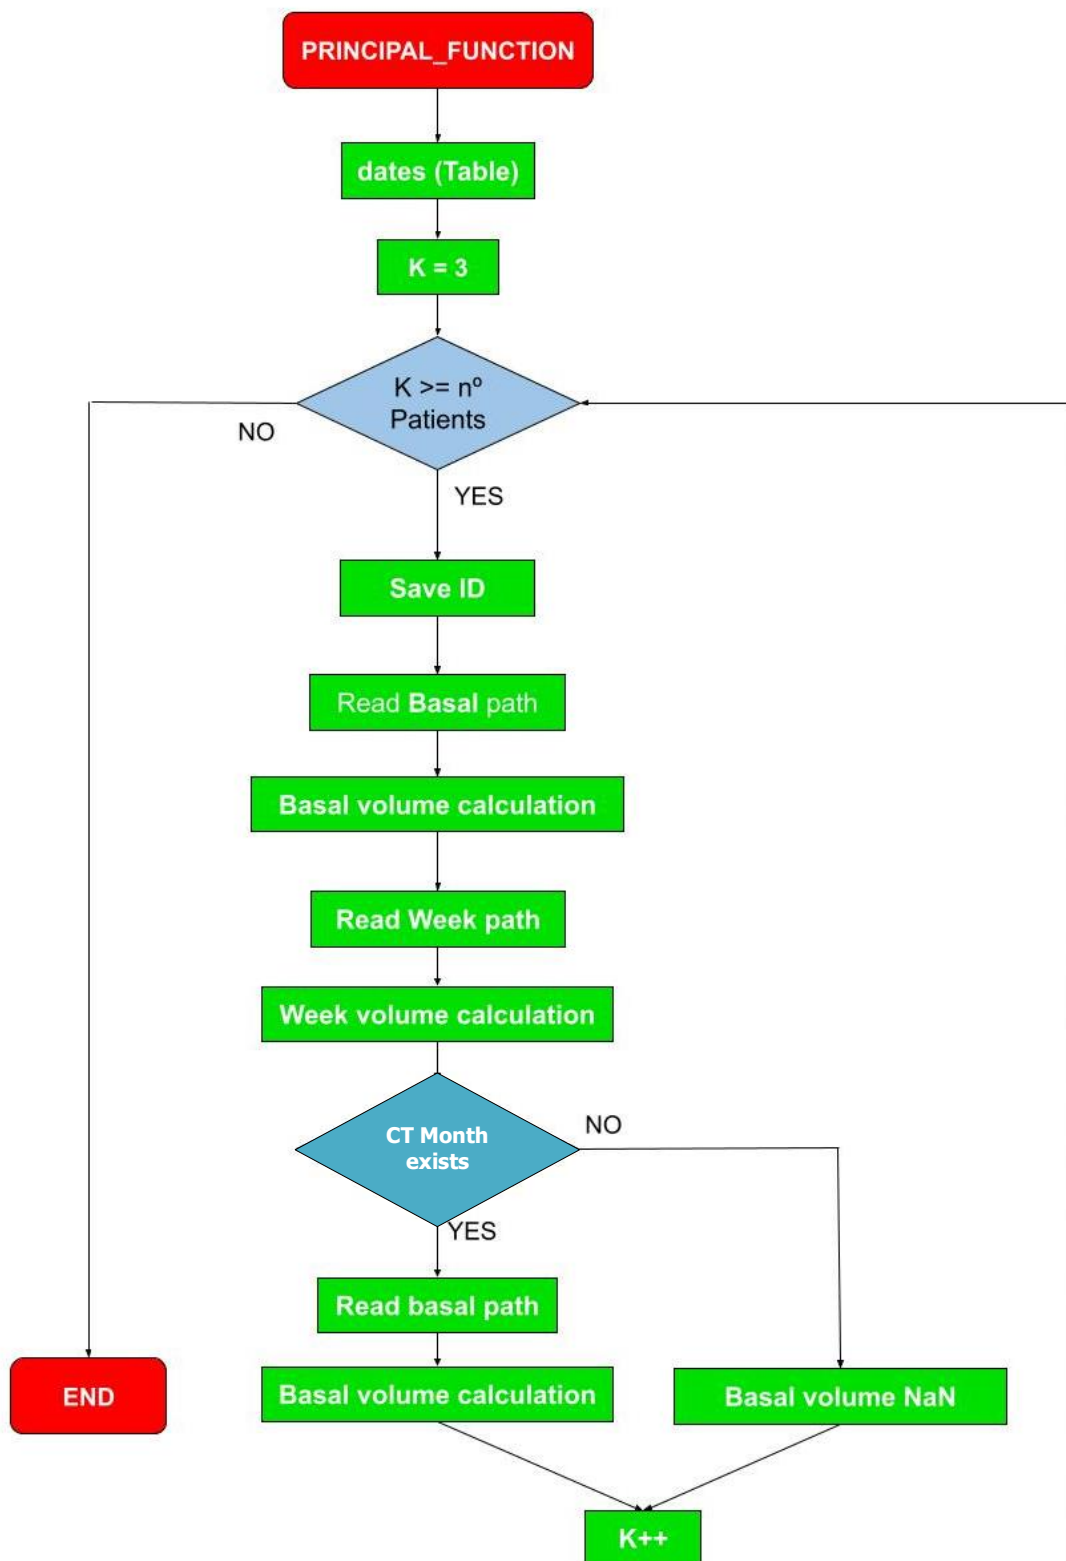 PRINCIPAL_FUNCTION
dates (Table)
K = 3
K >= nº
Patients
NO
YES
Save ID
Read Basal path
Basal volume calculation
Read Week path
Week volume calculation
CT Month
exists
NO
YES
Read basal path
END
Basal volume calculation
Basal volume NaN
K++